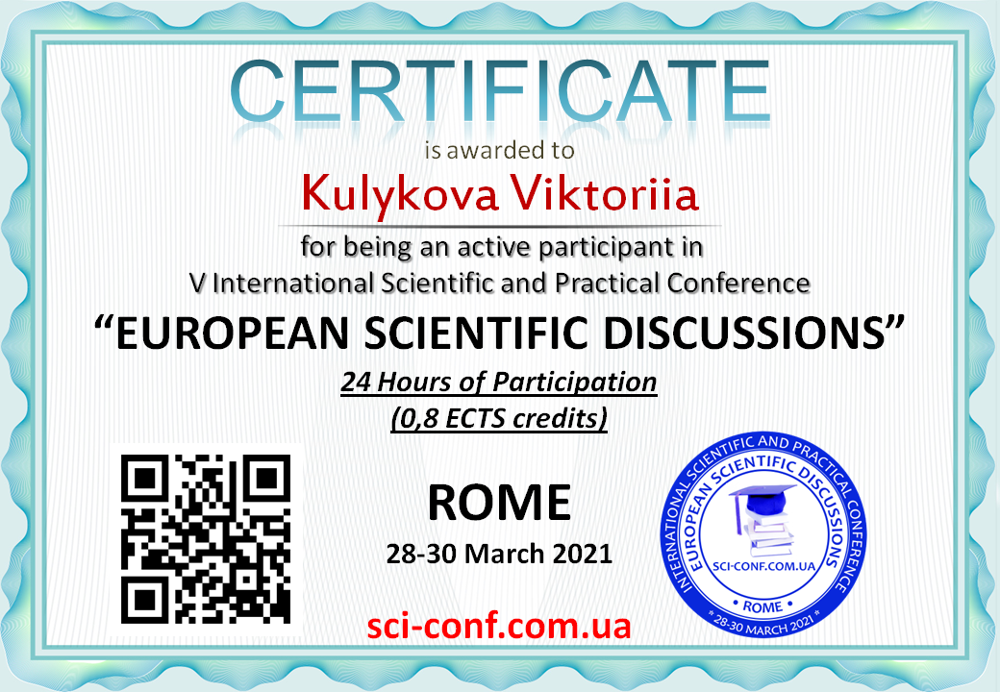 CERTIFICATE
is awarded to
Kulykova Viktoriia
for being an active participant in
V International Scientific and Practical Conference
“EUROPEAN SCIENTIFIC DISCUSSIONS”
24 Hours of Participation
(0,8 ECTS credits)
ROME
28-30 March 2021
sci-conf.com.ua
INTERNATIONAL SCIENTIFIC AND PRACTICAL CONFERENCE
EUROPEAN SCIENTIFIC DISCUSSIONS
SCI-CONF.COM.UA
• ROME •
* 28-30 MARCH 2021 *